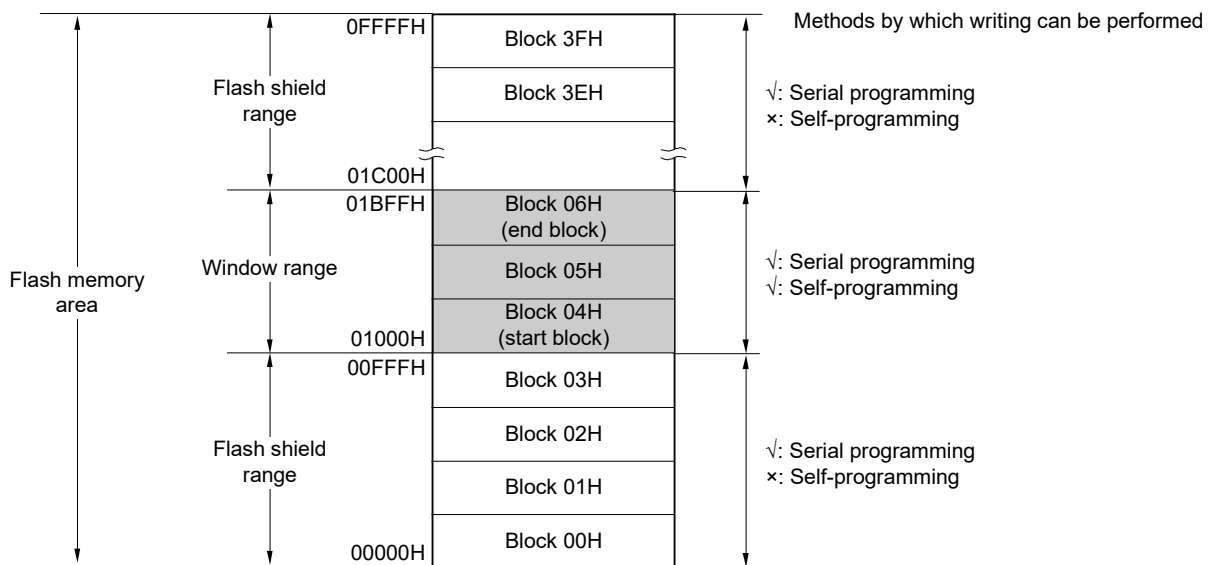 0FFFFH
Block 3FH
Methods by which writing can be performed
Flash shield
range
Block 3EH
√: Serial programming
×: Self-programming
01C00H
01BFFH
Block 06H
(end block)
Window range
Block 05H
√: Serial programming
√: Self-programming
Flash memory
area
Block 04H
(start block)
01000H
00FFFH
Block 03H
Flash shield
range
Block 02H
√: Serial programming
×: Self-programming
Block 01H
Block 00H
00000H